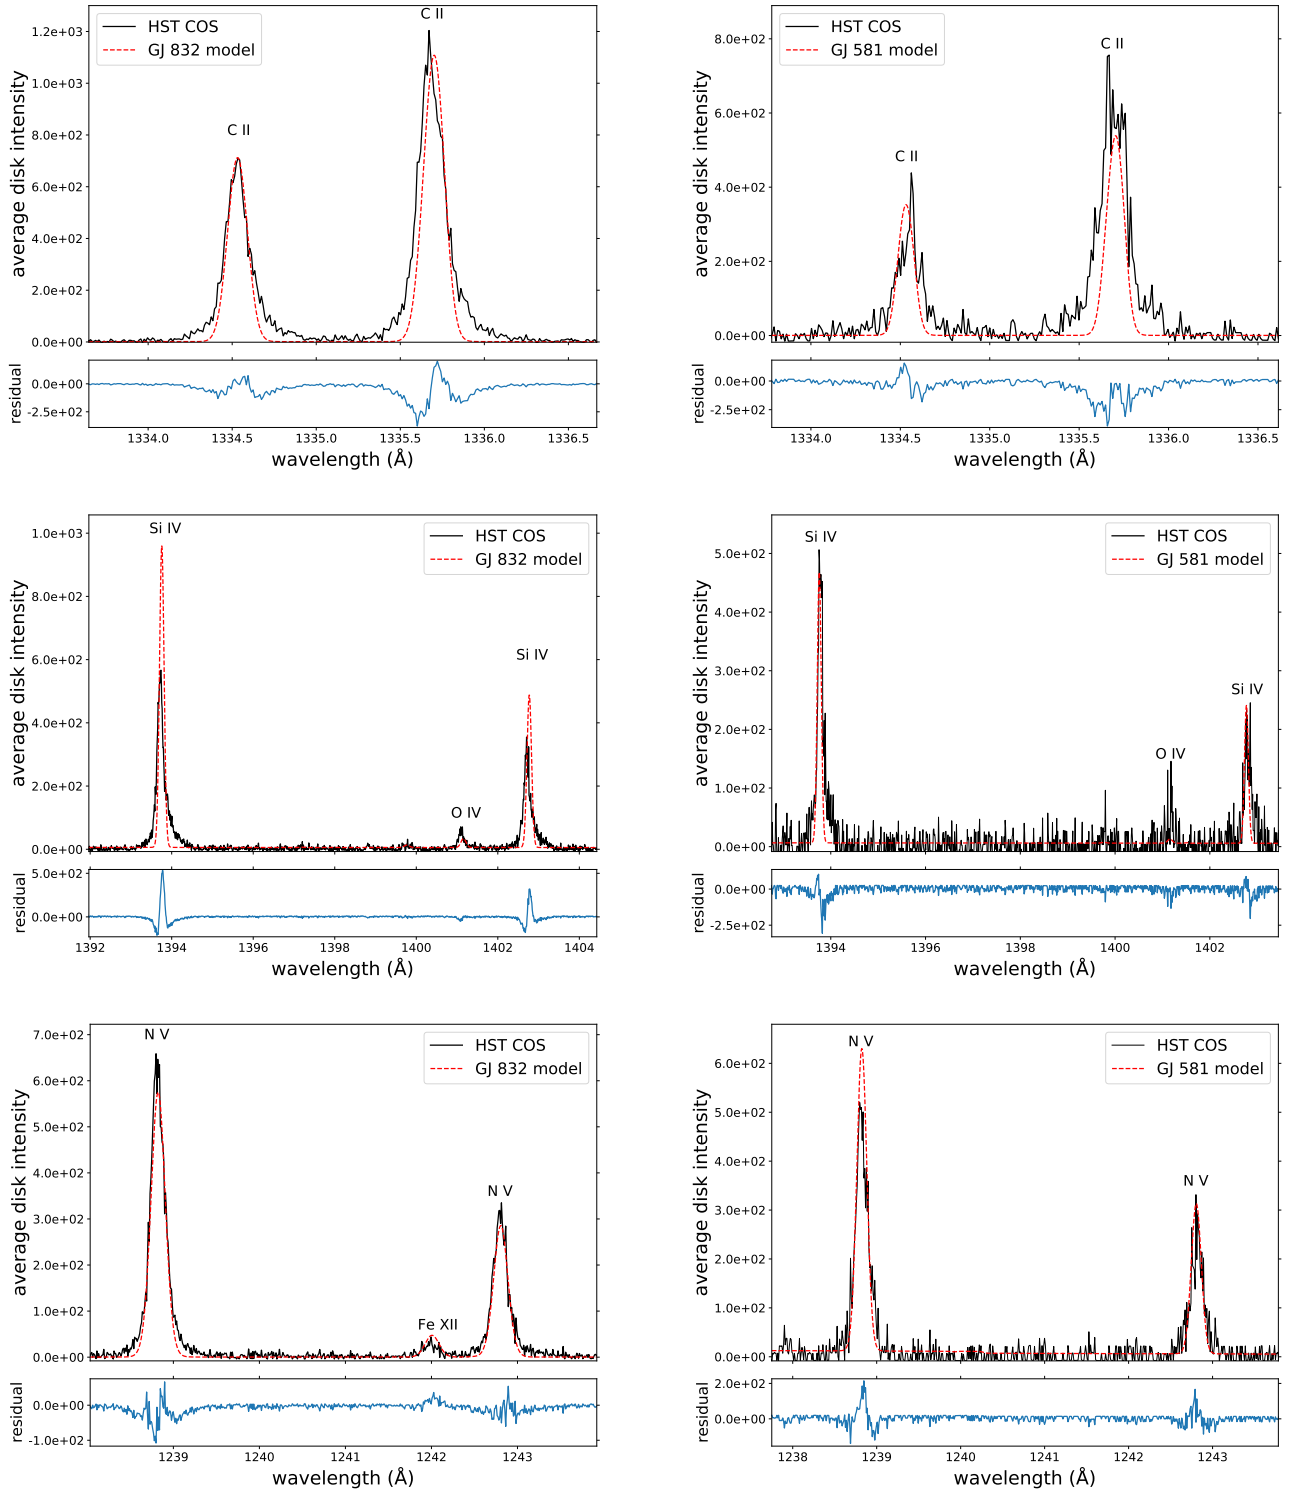 C II
HST COS
GJ 832 model
C II
1.2e+03
1.0e+03
8.0e+02
6.0e+02
4.0e+02
2.0e+02
0.0e+00
average disk intensity
0.0e+00
-2.5e+02
residual
1334.0 1334.5 1335.0 1335.5 1336.0 1336.5
wavelength (Å)
HST COS
GJ 581 model
C II
C II
8.0e+02
6.0e+02
4.0e+02
2.0e+02
0.0e+00
average disk intensity
0.0e+00
-2.5e+02
residual
1334.0 1334.5 1335.0 1335.5 1336.0 1336.5
wavelength (Å)
Si IV
HST COS
GJ 832 model
Si IV
O IV
1.0e+03
8.0e+02
6.0e+02
4.0e+02
2.0e+02
0.0e+00
average disk intensity
5.0e+02
0.0e+00
residual
1392 1394 1396 1398 1400 1402 1404
wavelength (Å)
Si IV
HST COS
GJ 581 model
Si IV
O IV
5.0e+02
4.0e+02
3.0e+02
2.0e+02
1.0e+02
0.0e+00
average disk intensity
0.0e+00
-2.5e+02
residual
1394 1396 1398 1400 1402
wavelength (Å)
N V
HST COS
GJ 832 model
N V
Fe XII
7.0e+02
6.0e+02
5.0e+02
4.0e+02
3.0e+02
2.0e+02
1.0e+02
0.0e+00
average disk intensity
0.0e+00
-1.0e+02
residual
1239 1240 1241 1242 1243
wavelength (Å)
N V
HST COS
GJ 581 model
N V
6.0e+02
5.0e+02
4.0e+02
3.0e+02
2.0e+02
1.0e+02
0.0e+00
average disk intensity
2.0e+02
0.0e+00
residual
1238 1239 1240 1241 1242 1243
wavelength (Å)